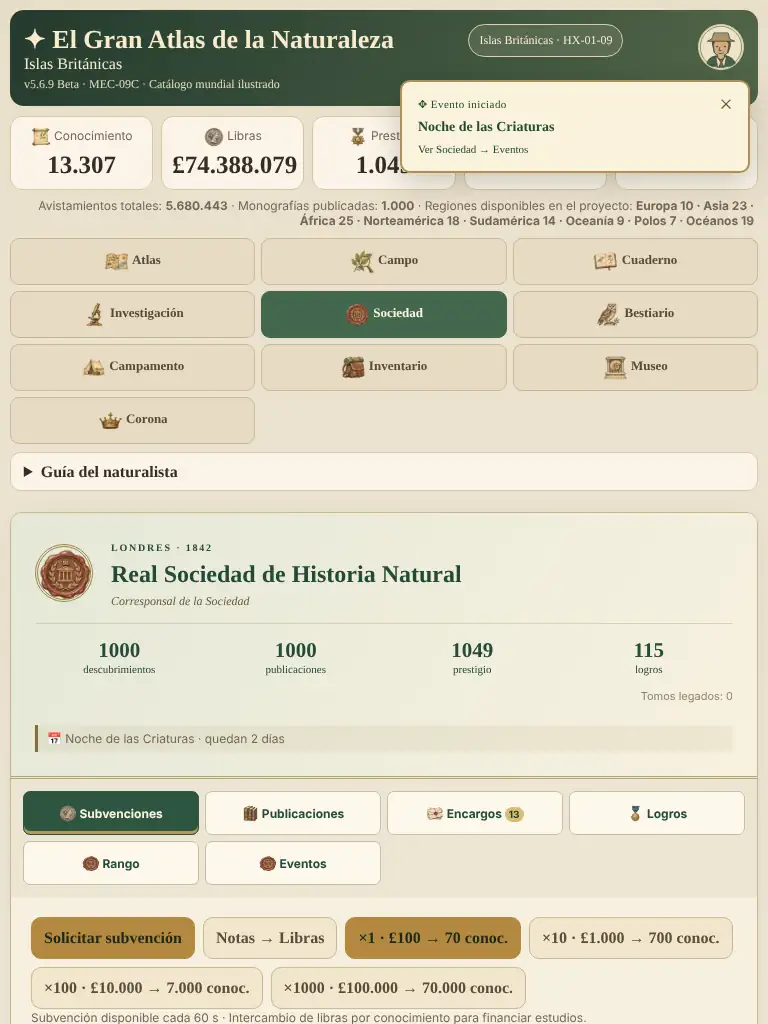 ✦ El Gran Atlas de la Naturaleza
Islas Británicas
v5.6.9 Beta · MEC-09C · Catálogo mundial ilustrado
Islas Británicas · HX-01-09
✥ Evento iniciado
Noche de las Criaturas
Ver Sociedad → Eventos
Conocimiento
13.307
Libras
£74.388.079
Avistamientos totales: 5.680.443 · Monografías publicadas: 1.000 · Regiones disponibles en el proyecto: Europa 10 · Asia 23 ·
África 25 · Norteamérica 18 · Sudamérica 14 · Oceanía 9 · Polos 7 · Océanos 19
Atlas
Campo
Cuaderno
Investigación
Sociedad
Bestiario
Campamento
Inventario
Museo
Corona
▶ Guía del naturalista
LONDRES · 1842
Real Sociedad de Historia Natural
Corresponsal de la Sociedad
1000
descubrimientos
1000
publicaciones
1049
prestigio
115
logros
Tomos legados: 0
📅 Noche de las Criaturas · quedan 2 días
Subvenciones
Publicaciones
Encargos 13
Logros
Rango
Eventos
Solicitar subvención
Notas → Libras
×1 · £100 → 70 conoc.
×10 · £1.000 → 700 conoc.
×100 · £10.000 → 7.000 conoc.
×1000 · £100.000 → 70.000 conoc.
Subvención disponible cada 60 s · Intercambio de libras por conocimiento para financiar estudios.